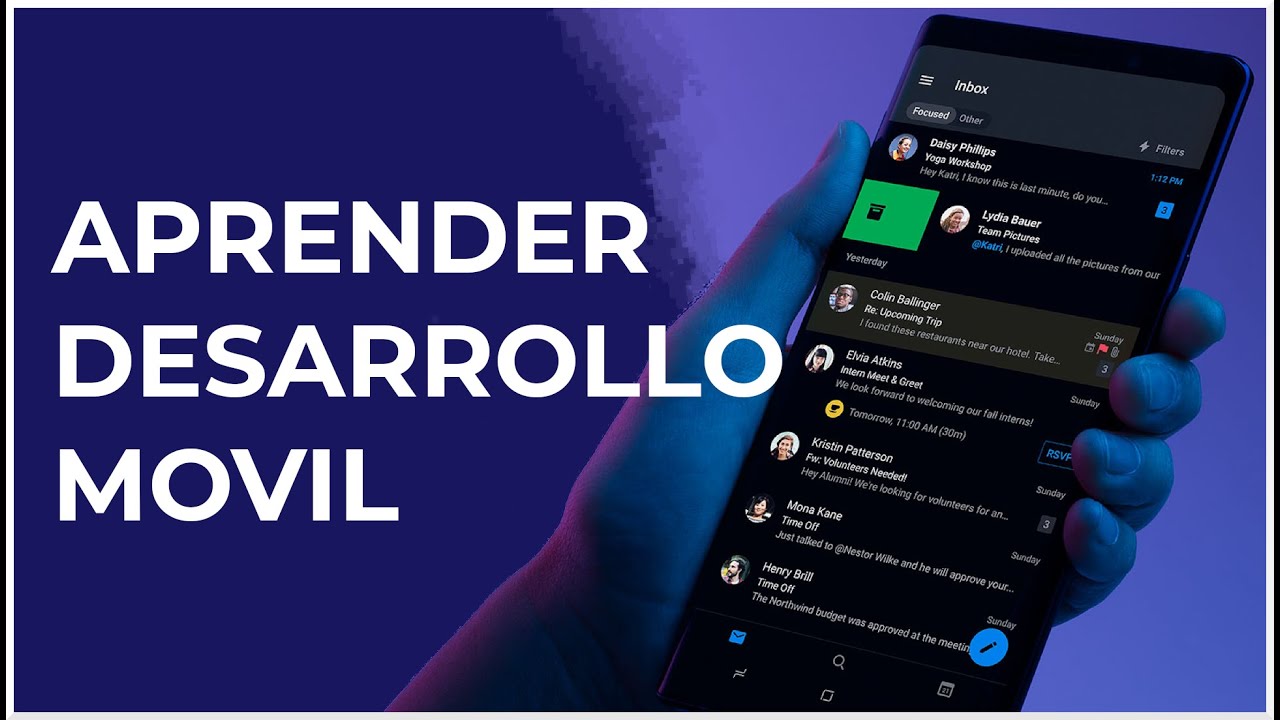 APRENDER
DESARROLLO
MOVIL
Inbox
Focused Other
Filters
Daisy Phillips
Yoga Workshop
1:12 PM
Hey Katri, I know this is last minute, do you...
3
Lydia Bauer
Team Pictures
@Katri, I uploaded all the pictures from our
Yesterday
Colin Ballinger
Re: Upcoming Trip
Sunday
I found these restaurants near our hotel. Take...
3
Elvia Atkins
Intern Meet & Greet
Sunday
We look forward to welcoming our fall interns!
Tomorrow, 11:00 AM (30m)
RSVP
Kristin Patterson
Fw: Volunteers Needed!
Sunday
Hey Alumni! We're looking for volunteers for an...
3
Mona Kane
Time Off
Sunday
Just talked to @Nestor Wilke and he will approve your...
Henry Brill
Time Off
Sunday
The Northwind budget was approved at the meeting
21